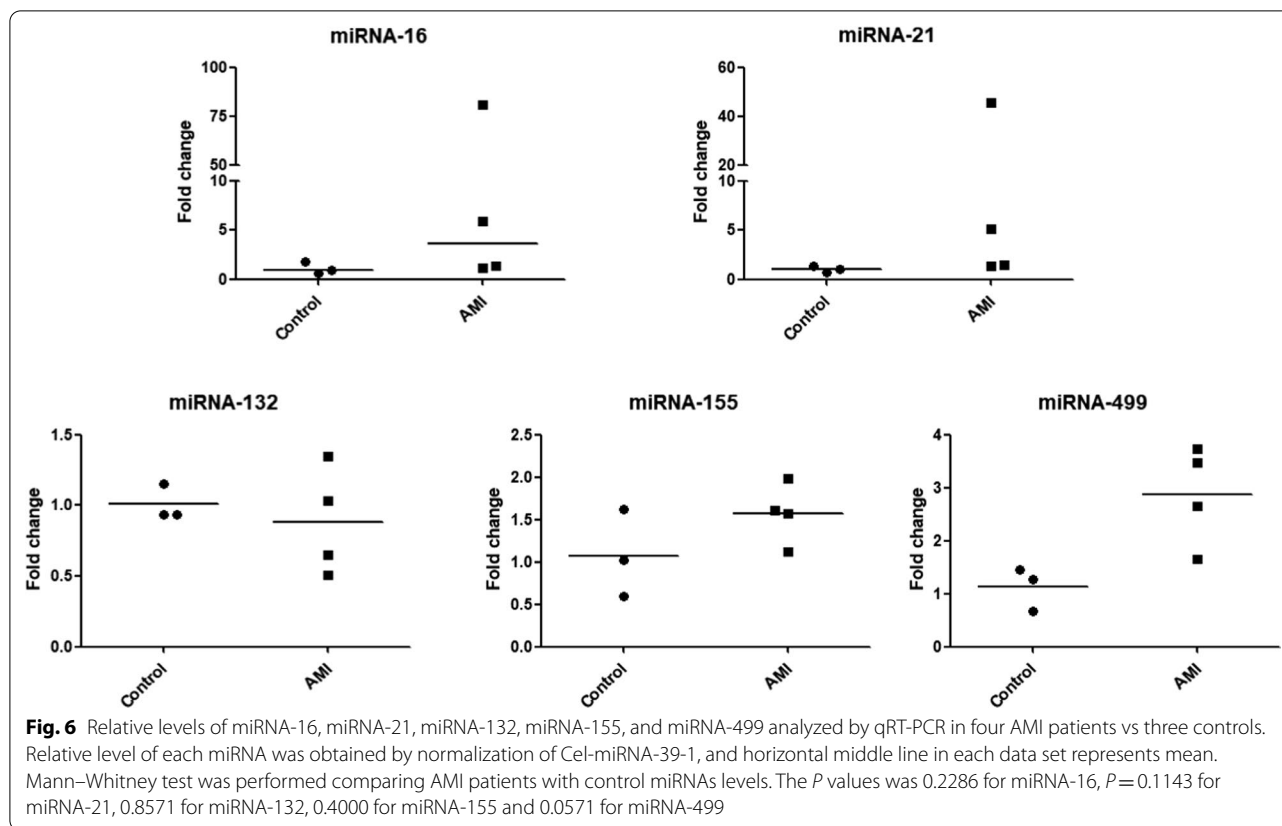 miRNA-16
miRNA-21
Fold change
100
75
50
10
5
0
Control
AMI
Fold change
60
40
20
10
5
0
Control
AMI
miRNA-132
miRNA-155
miRNA-499
Fold change
1.5
1.0
0.5
0.0
Control
AMI
Fold change
2.5
2.0
1.5
1.0
0.5
0.0
Control
AMI
Fold change
4
3
2
1
0
Control
AMI
Fig. 6 Relative levels of miRNA-16, miRNA-21, miRNA-132, miRNA-155, and miRNA-499 analyzed by qRT-PCR in four AMI patients vs three controls.
Relative level of each miRNA was obtained by normalization of Cel-miRNA-39-1, and horizontal middle line in each data set represents mean.
Mann–Whitney test was performed comparing AMI patients with control miRNAs levels. The P values was 0.2286 for miRNA-16, P = 0.1143 for
miRNA-21, 0.8571 for miRNA-132, 0.4000 for miRNA-155 and 0.0571 for miRNA-499